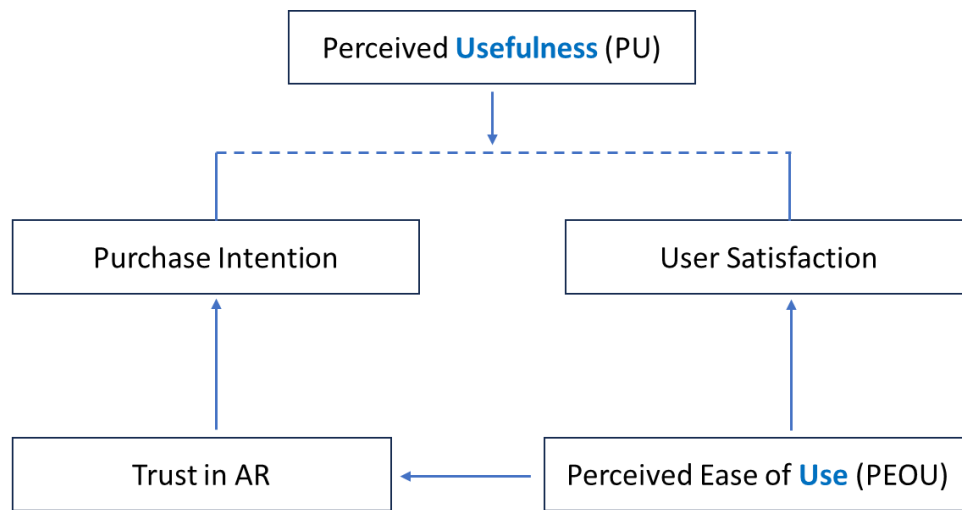 Perceived Usefulness (PU)
Purchase Intention
User Satisfaction
Trust in AR
Perceived Ease of Use (PEOU)